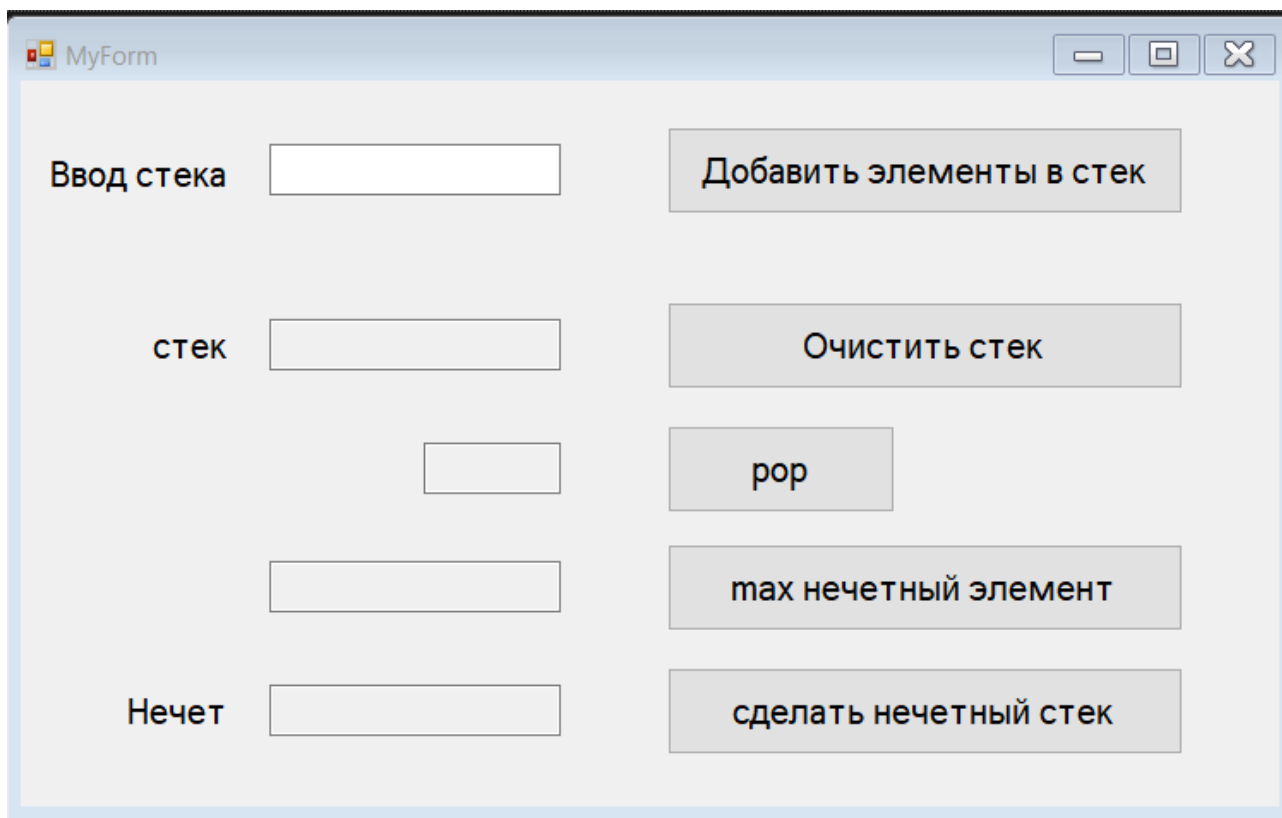 MyForm
Ввод стека
Добавить элементы в стек
стек
Очистить стек
pop
max нечетный элемент
Нечет
сделать нечетный стек